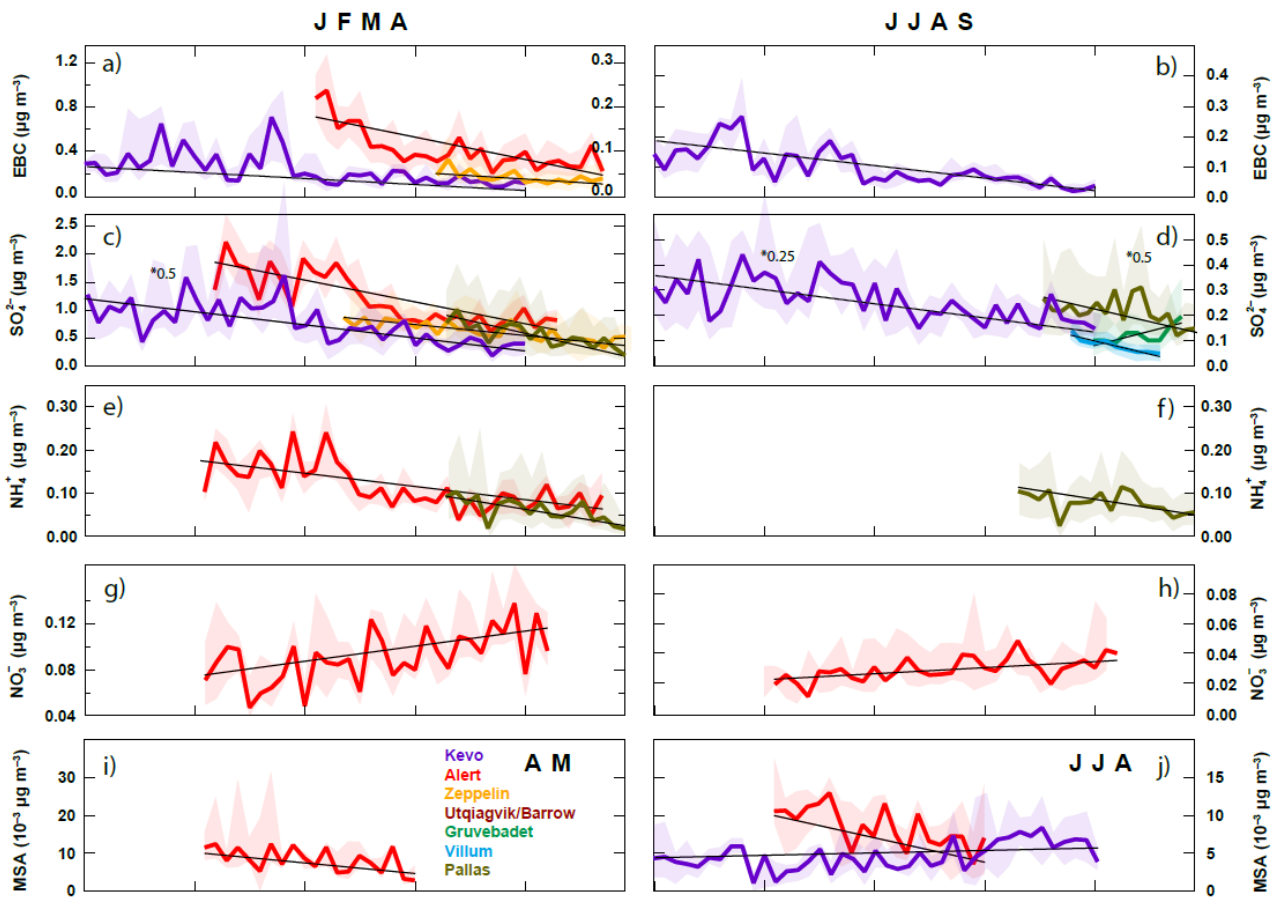 J F M A
J J A S
a)
EBC (µg m⁻³)
1.2
0.8
0.4
0.0
0.3
0.2
0.1
0.0
b)
0.4
0.3
0.2
0.1
0.0
EBC (µg m⁻³)
c)
*0.5
SO₄²⁻ (µg m⁻³)
2.5
2.0
1.5
1.0
0.5
0.0
d)
*0.25
*0.5
0.5
0.4
0.3
0.2
0.1
0.0
SO₄²⁻ (µg m⁻³)
e)
NH₄⁺ (µg m⁻³)
0.30
0.20
0.10
0.00
f)
0.30
0.20
0.10
0.00
NH₄⁺ (µg m⁻³)
g)
NO₃⁻ (µg m⁻³)
0.12
0.08
0.04
h)
0.08
0.06
0.04
0.02
0.00
NO₃⁻ (µg m⁻³)
i)
A M
MSA (10⁻³ µg m⁻³)
30
20
10
0
Kevo
Alert
Zeppelin
Utqiagvik/Barrow
Gruvebadet
Villum
Pallas
J J A
j)
15
10
5
0
MSA (10⁻³ µg m⁻³)